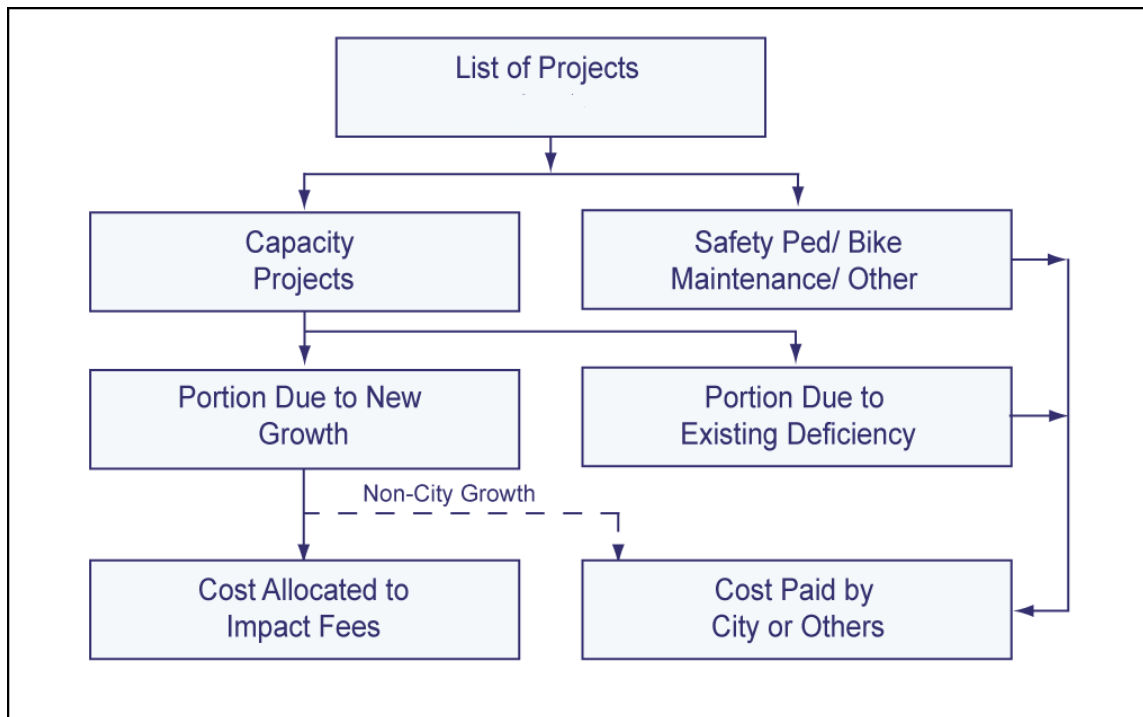 List of Projects
Capacity
Projects
Safety Ped/ Bike
Maintenance/ Other
Portion Due to New
Growth
Portion Due to
Existing Deficiency
Non-City Growth
Cost Allocated to
Impact Fees
Cost Paid by
City or Others